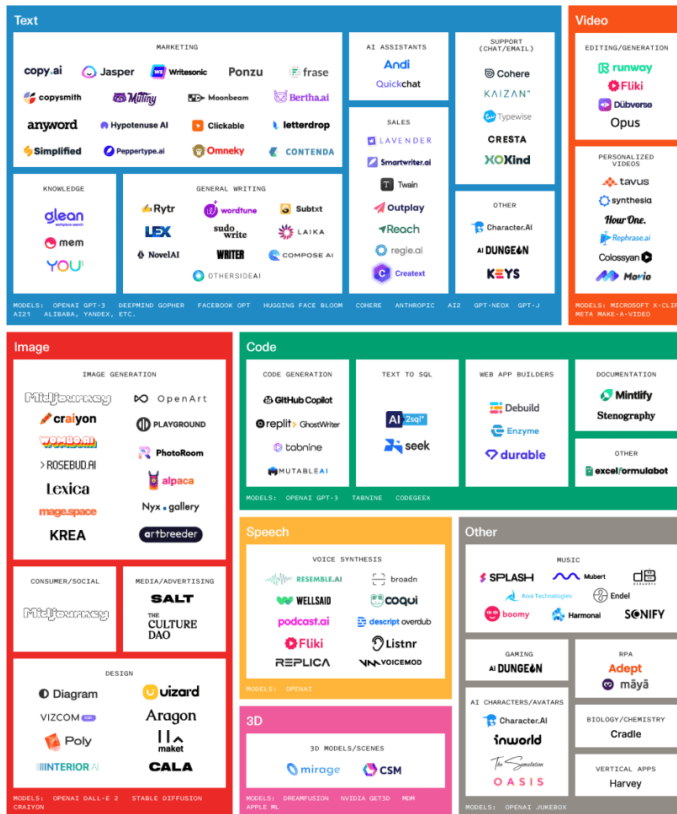 Text
MARKETING
copy.ai Jasper Writesonic Ponzu frase
copysmith Mutiny Moonbeam Bertha.ai
anyword Hypotenuse AI Clickable letterdrop
Simplified Peppertype.ai Omneky CONTENDA
KNOWLEDGE
glean
mem
YOU
GENERAL WRITING
Rytr wordtune Subtxt
LEX sudo write LAIKA
NovelAI WRITER COMPOSE AI
OTHERSIDEAI
AI ASSISTANTS
Andi
Quickchat
SALES
LAVENDER
Smartwriter.ai
Twain
Outplay
Reach
regie.ai
Creatext
SUPPORT
(CHAT/EMAIL)
Cohere
KAIZAN
Typewise
CRESTA
XOKind
OTHER
Character.AI
AI DUNGEON
KEYS
MODELS: OPENAI GPT-3 DEEPMIND GOPHER FACEBOOK OPT HUGGING FACE BLOOM COHERE ANTHROPIC AI2 GPT-NEOX GPT-J
AI21 ALIBABA, YANDEX, ETC.
Video
EDITING/GENERATION
runway
Fliki
Dübverse
Opus
PERSONALIZED
VIDEOS
tavus
synthesia
Hour One.
Rephrase.ai
Colossyan
Movio
MODELS: MICROSOFT X-CLIP
META MAKE-A-VIDEO
Image
IMAGE GENERATION
Midjourney OpenArt
craiyon PLAYGROUND
WOMBO.AI PhotoRoom
ROSEBUD.AI alpaca
Lexica Nyx.gallery
mage.space artbreeder
KREA
CONSUMER/SOCIAL
Midjourney
MEDIA/ADVERTISING
SALT
THE
CULTURE
DAO
DESIGN
Diagram uizard
VIZCOM Aragon
Poly maket
INTERIOR AI CALA
MODELS: OPENAI DALL-E 2 STABLE DIFFUSION
CRAIYON
Code
CODE GENERATION
GitHub Copilot
replit GhostWriter
tabnine
MUTABLEAI
TEXT TO SQL
AI 2sql
seek
WEB APP BUILDERS
Debuild
Enzyme
durable
DOCUMENTATION
Mintlify
Stenography
OTHER
excelformulabot
MODELS: OPENAI GPT-3 TABNINE CODEGEEX
Speech
VOICE SYNTHESIS
RESEMBLE.AI broadn
WELLSAID coqui
podcast.ai descript overdub
Fliki Listnr
REPLICA VOICEMOD
MODELS: OPENAI
3D
3D MODELS/SCENES
mirage CSM
MODELS: DREAMFUSION NVIDIA GET3D MDM
APPLE ML
Other
MUSIC
SPLASH Mubert
Aiva Technologies Endel
boomy Harmonai SONIFY
GAMING
AI DUNGEON
RPA
Adept
māyā
AI CHARACTERS/AVATARS
Character.AI
inworld
The Simulation
OASIS
BIOLOGY/CHEMISTRY
Cradle
VERTICAL APPS
Harvey
MODELS: OPENAI JUKEBOX